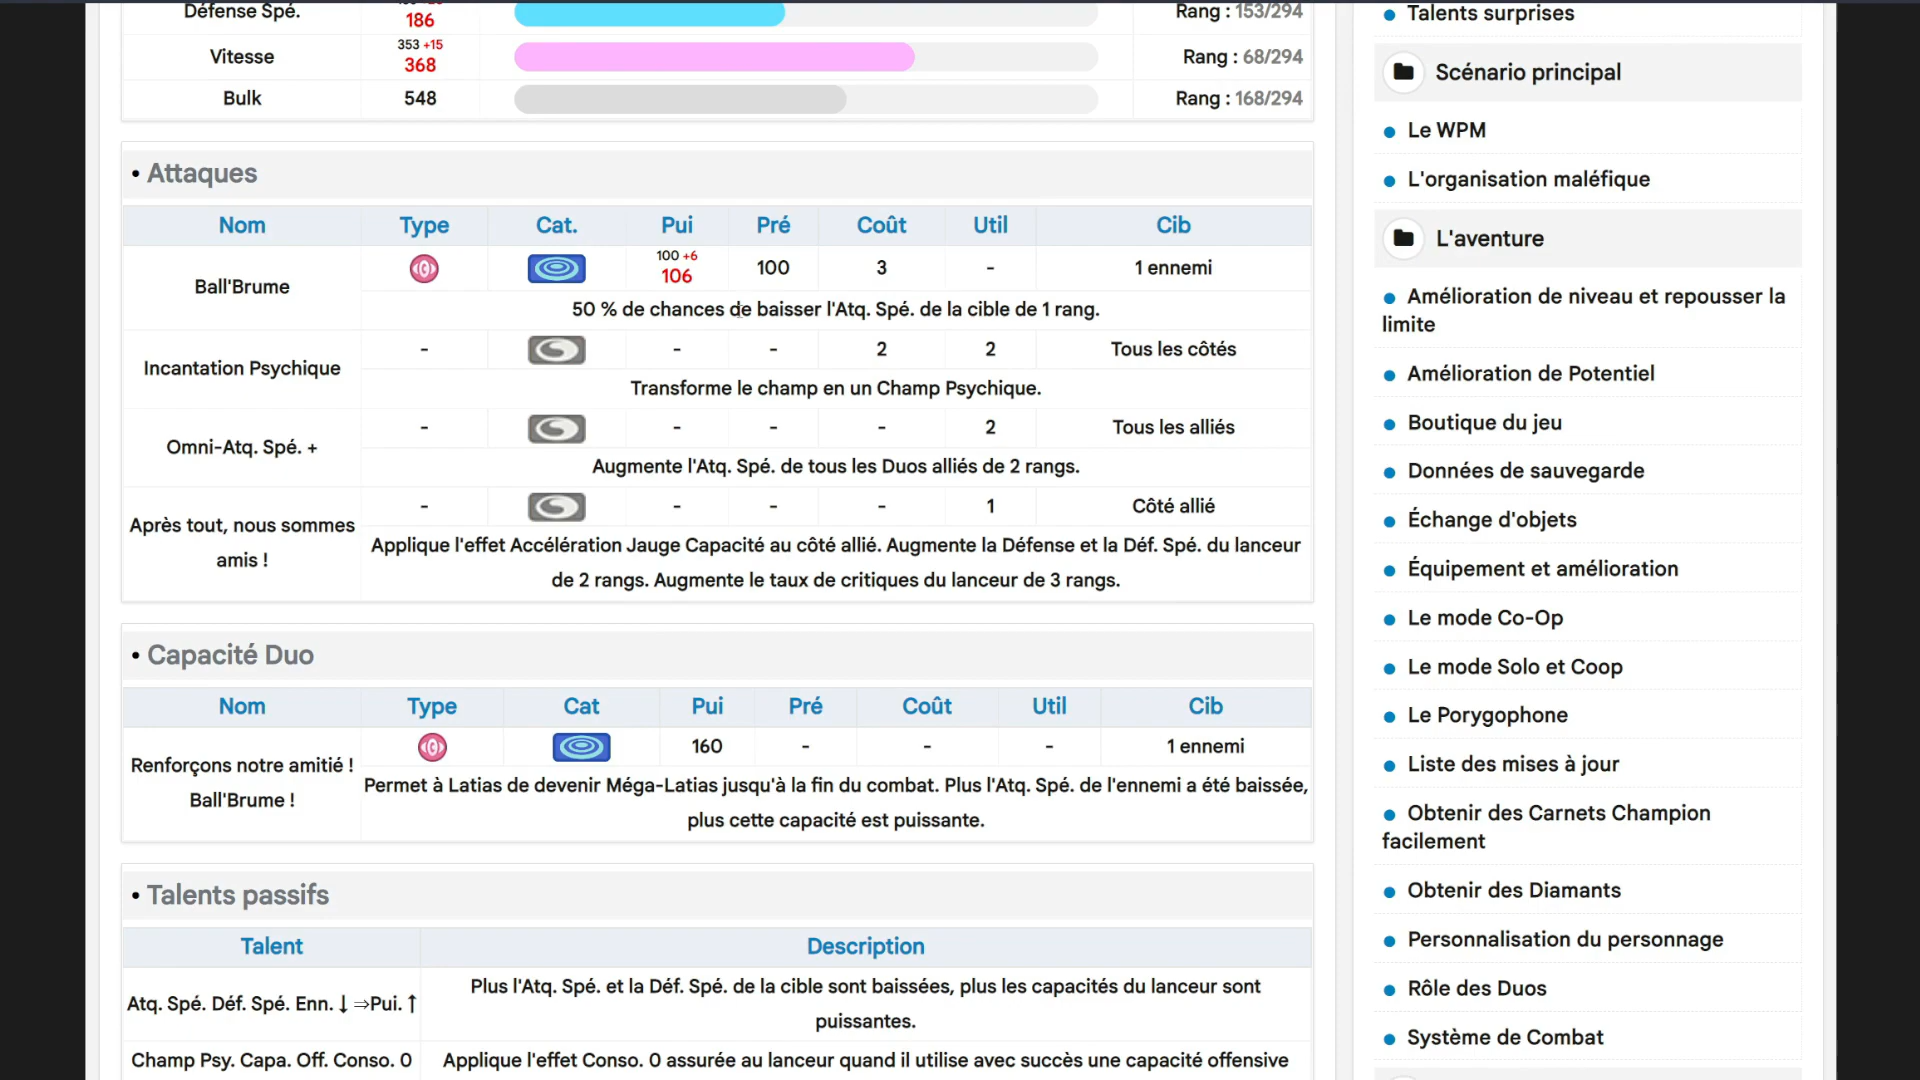 Défense Spé.
186
Rang : 153/294
Vitesse
353 +15
368
Rang : 68/294
Bulk
548
Rang : 168/294
• Attaques
Nom Type Cat. Pui Pré Coût Util Cib
Ball'Brume
100 +6
106
100 3 - 1 ennemi
50 % de chances de baisser l'Atq. Spé. de la cible de 1 rang.
Incantation Psychique
- - - 2 2 Tous les côtés
Transforme le champ en un Champ Psychique.
Omni-Atq. Spé. +
- - - - 2 Tous les alliés
Augmente l'Atq. Spé. de tous les Duos alliés de 2 rangs.
Après tout, nous sommes
amis !
- - - - 1 Côté allié
Applique l'effet Accélération Jauge Capacité au côté allié. Augmente la Défense et la Déf. Spé. du lanceur
de 2 rangs. Augmente le taux de critiques du lanceur de 3 rangs.
• Capacité Duo
Nom Type Cat Pui Pré Coût Util Cib
Renforçons notre amitié !
Ball'Brume !
160 - - - 1 ennemi
Permet à Latias de devenir Méga-Latias jusqu'à la fin du combat. Plus l'Atq. Spé. de l'ennemi a été baissée,
plus cette capacité est puissante.
• Talents passifs
Talent Description
Atq. Spé. Déf. Spé. Enn.↓⇒Pui.↑
Plus l'Atq. Spé. et la Déf. Spé. de la cible sont baissées, plus les capacités du lanceur sont
puissantes.
Champ Psy. Capa. Off. Conso. 0
Applique l'effet Conso. 0 assurée au lanceur quand il utilise avec succès une capacité offensive
Talents surprises
Scénario principal
Le WPM
L'organisation maléfique
L'aventure
Amélioration de niveau et repousser la
limite
Amélioration de Potentiel
Boutique du jeu
Données de sauvegarde
Échange d'objets
Équipement et amélioration
Le mode Co-Op
Le mode Solo et Coop
Le Porygophone
Liste des mises à jour
Obtenir des Carnets Champion
facilement
Obtenir des Diamants
Personnalisation du personnage
Rôle des Duos
Système de Combat